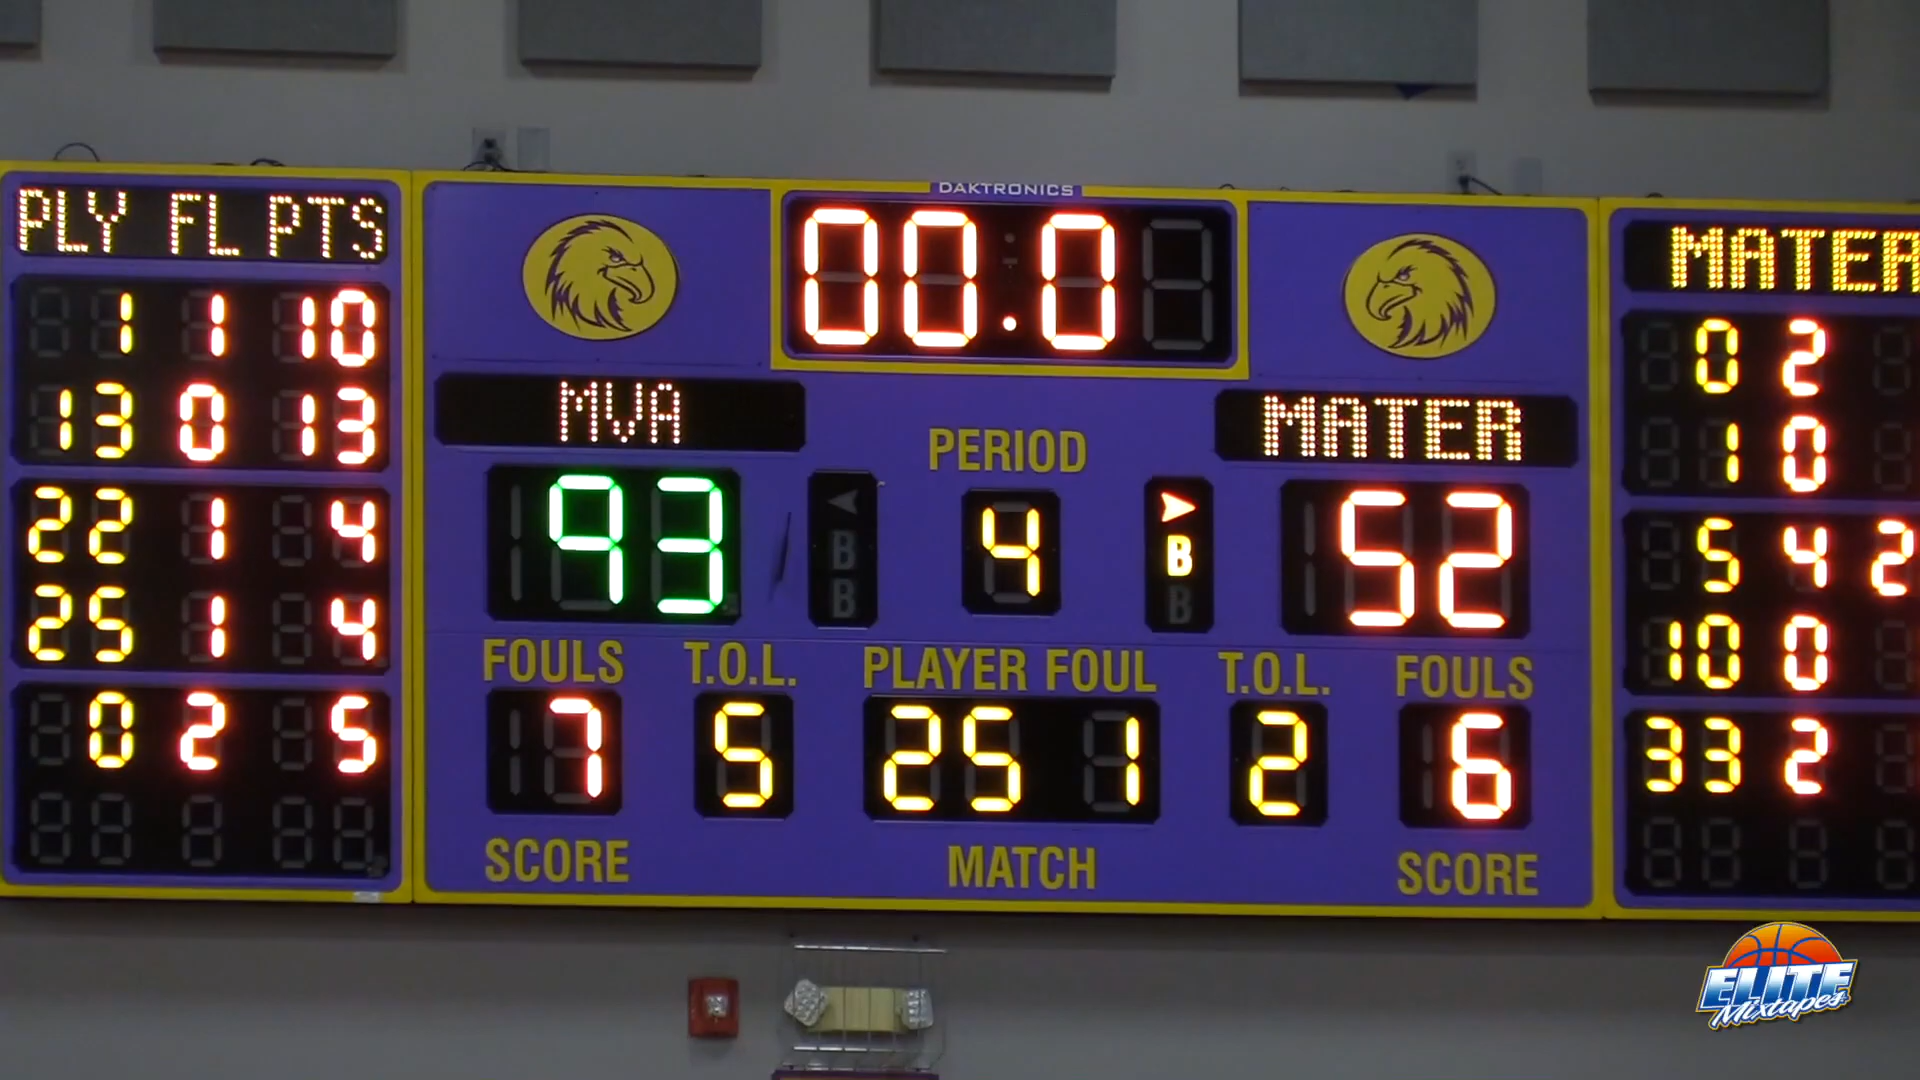 DAKTRONICS
PLY FL PTS
1 1 10
13 0 13
22 1 4
25 1 4
0 2 5
00.0
MVA
PERIOD
MATER
93
B
B
4
B
B
52
FOULS T.O.L. PLAYER FOUL T.O.L. FOULS
7 5 25 1 2 6
SCORE MATCH SCORE
MATER
0 2
1 0
5 4 2
10 0
33 2
ELITE
Mixtapes